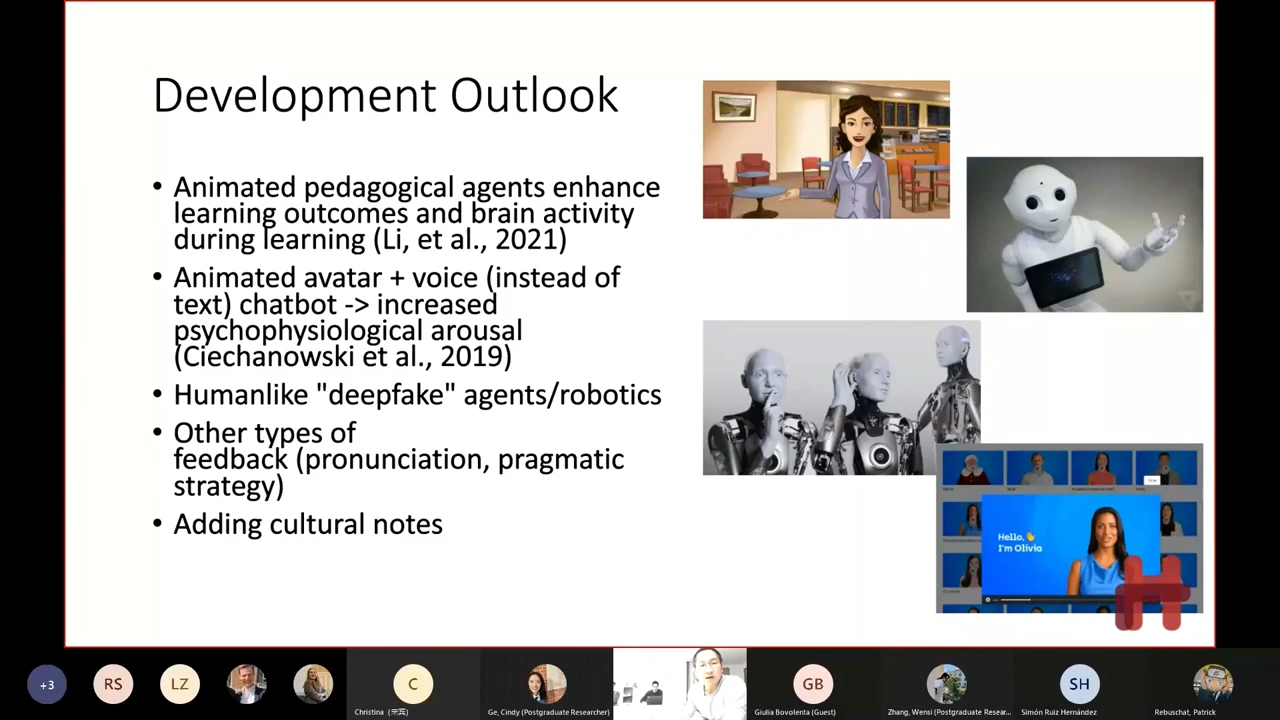 Development Outlook
• Animated pedagogical agents enhance
learning outcomes and brain activity
during learning (Li, et al., 2021)
• Animated avatar + voice (instead of
text) chatbot -> increased
psychophysiological arousal
(Ciechanowski et al., 2019)
• Humanlike "deepfake" agents/robotics
• Other types of
feedback (pronunciation, pragmatic
strategy)
• Adding cultural notes
Hello,👋
I'm Olivia
+3
RS
LZ
C
Christina (来宾)
Ge, Cindy (Postgraduate Researcher)
GB
Giulia Bovolenta (Guest)
Zhang, Wensi (Postgraduate Resear...
SH
Simón Ruiz Hernández
Rebuschat, Patrick